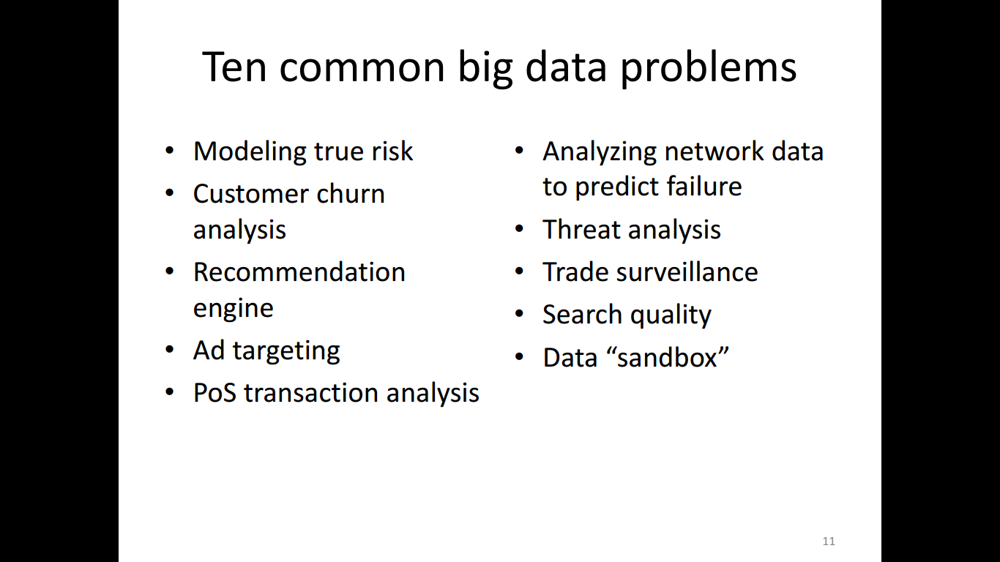 Ten common big data problems
• Modeling true risk
• Customer churn
analysis
• Recommendation
engine
• Ad targeting
• PoS transaction analysis
• Analyzing network data
to predict failure
• Threat analysis
• Trade surveillance
• Search quality
• Data “sandbox”
11